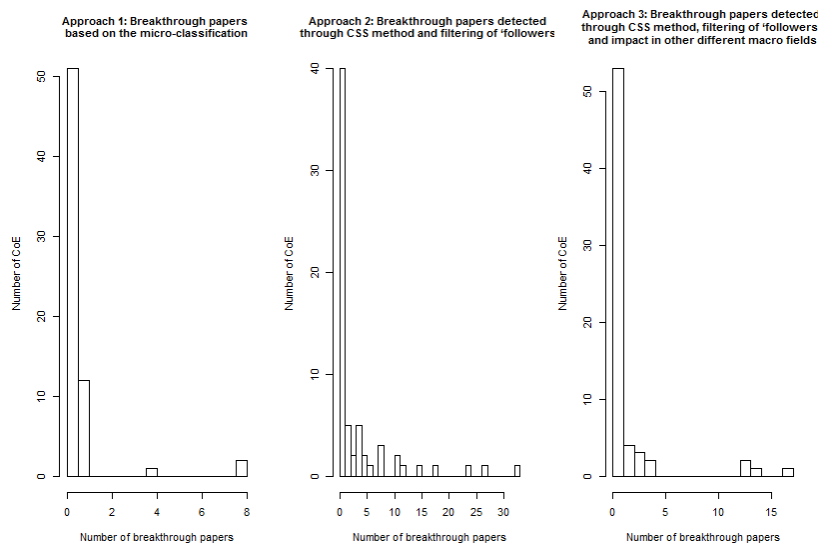 Approach 1: Breakthrough papers
based on the micro-classification
Number of CoE
0
10
20
30
40
50
0 2 4 6 8
Number of breakthrough papers
Approach 2: Breakthrough papers detected
through CSS method and filtering of ‘followers
Number of CoE
0
10
20
30
40
0 5 10 15 20 25 30
Number of breakthrough papers
Approach 3: Breakthrough papers detected
through CSS method, filtering of ‘followers
and impact in other different macro fields
Number of CoE
0
10
20
30
40
50
0 5 10 15
Number of breakthrough papers